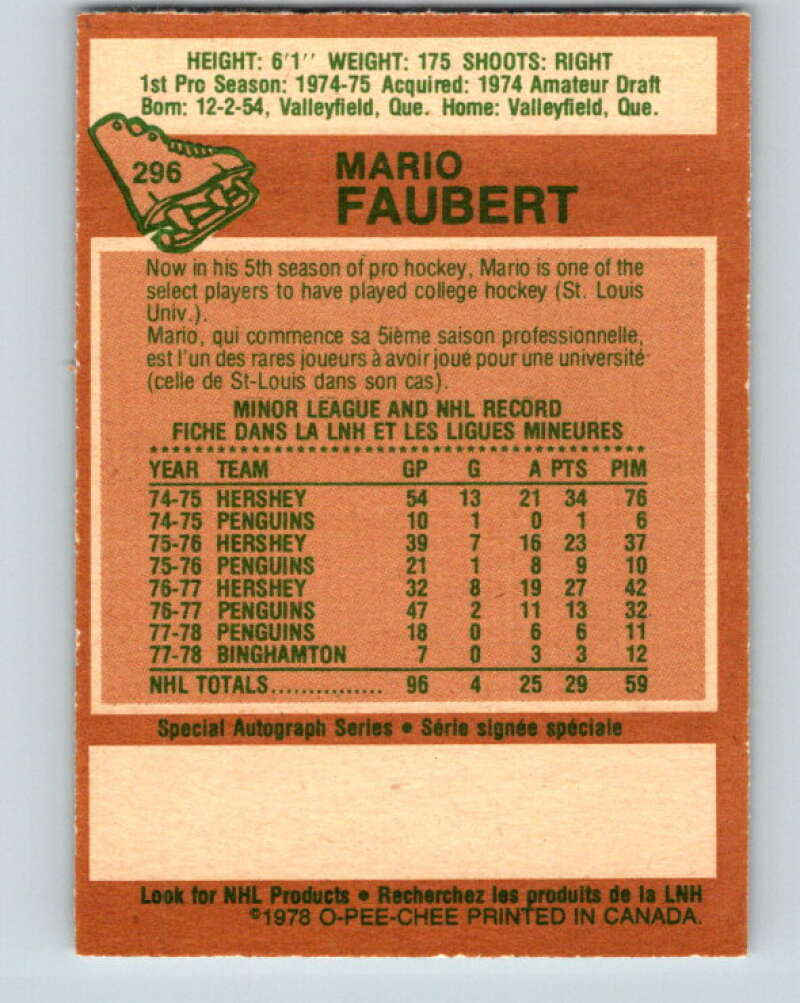 HEIGHT: 6'1'' WEIGHT: 175 SHOOTS: RIGHT
1st Pro Season: 1974-75 Acquired: 1974 Amateur Draft
Born: 12-2-54, Valleyfield, Que. Home: Valleyfield, Que.
296
MARIO
FAUBERT
Now in his 5th season of pro hockey, Mario is one of the
select players to have played college hockey (St. Louis
Univ.).
Mario, qui commence sa 5ième saison professionnelle,
est l'un des rares joueurs à avoir joué pour une université
(celle de St-Louis dans son cas).
MINOR LEAGUE AND NHL RECORD
FICHE DANS LA LNH ET LES LIGUES MINEURES
YEAR TEAM GP G A PTS PIM
74-75 HERSHEY 54 13 21 34 76
74-75 PENGUINS 10 1 0 1 6
75-76 HERSHEY 39 7 16 23 37
75-76 PENGUINS 21 1 8 9 10
76-77 HERSHEY 32 8 19 27 42
76-77 PENGUINS 47 2 11 13 32
77-78 PENGUINS 18 0 6 6 11
77-78 BINGHAMTON 7 0 3 3 12
NHL TOTALS............... 96 4 25 29 59
Special Autograph Series • Série signée spéciale
Look for NHL Products • Recherchez les produits de la LNH
©1978 O-PEE-CHEE PRINTED IN CANADA.